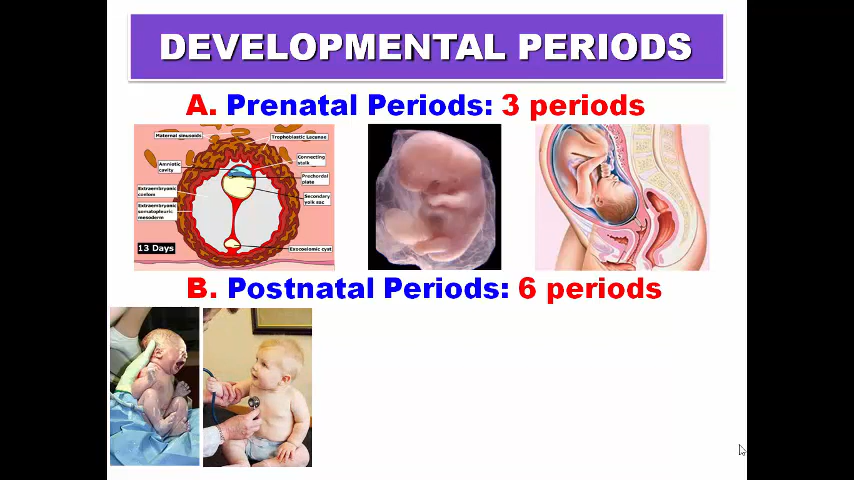 DEVELOPMENTAL PERIODS
A. Prenatal Periods: 3 periods
Maternal sinusoids
Trophoblastic Lacunae
Amniotic
cavity
Connecting
stalk
Prechordal
plate
Extraembryonic
coelom
Secondary
yolk sac
Extraembryonic
somatopleuric
mesoderm
13 Days
Exocoelomic cyst
B. Postnatal Periods: 6 periods